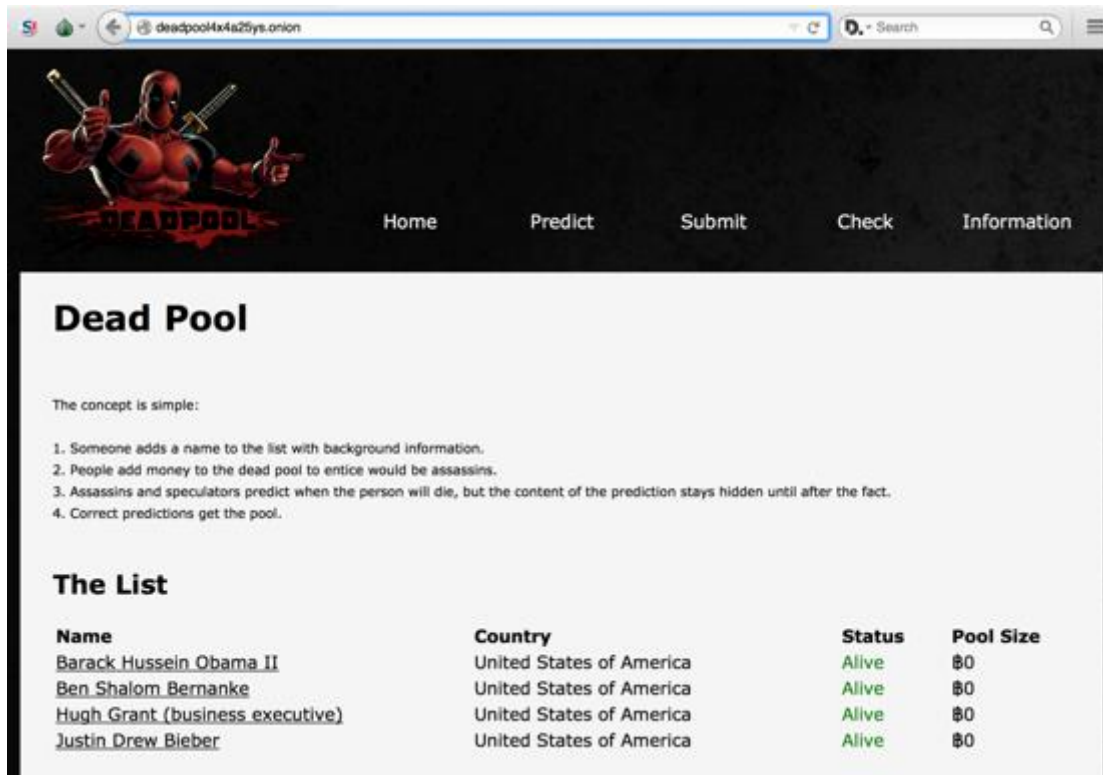 S!
deadpool4x4a25ys.onion
D. Search
DEADPOOL
Home Predict Submit Check Information
Dead Pool
The concept is simple:
1. Someone adds a name to the list with background information.
2. People add money to the dead pool to entice would be assassins.
3. Assassins and speculators predict when the person will die, but the content of the prediction stays hidden until after the fact.
4. Correct predictions get the pool.
The List
Name Country Status Pool Size
Barack Hussein Obama II United States of America Alive ฿0
Ben Shalom Bernanke United States of America Alive ฿0
Hugh Grant (business executive) United States of America Alive ฿0
Justin Drew Bieber United States of America Alive ฿0